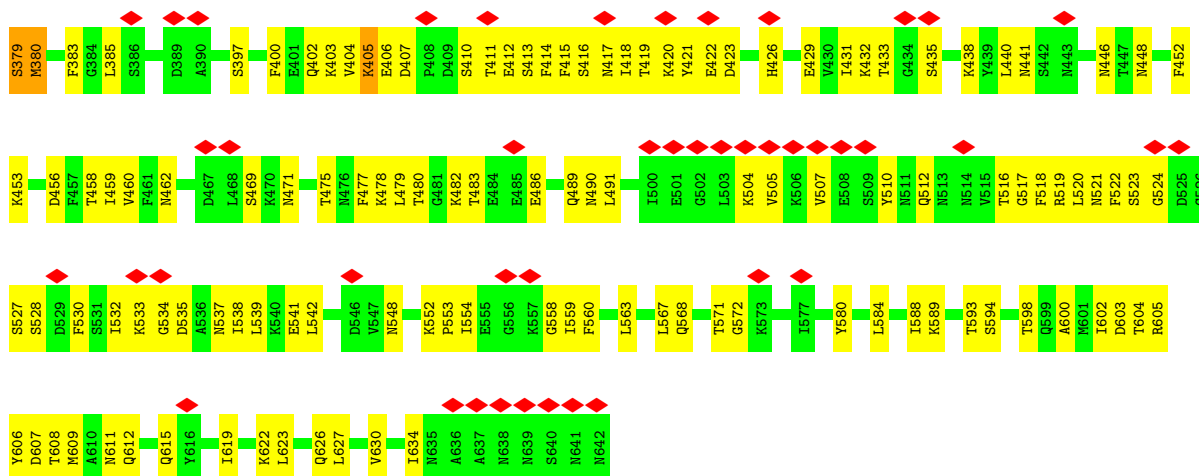 S379 M380 F383 G384 L385 S386 D389 A390 S397 F400 E401 Q402 K403 V404 K405 E406 D407 P408 D409 S410 T411 E412 S413 F414 F415 S416 N417 I418 T419 K420 Y421 E422 D423 H426 E429 V430 I431 K432 T433 G434 S435 K438 Y439 L440 N441 S442 N443 N446 T447 N448 F452
K453 D456 F457 T458 I459 V460 F461 N462 D467 L468 S469 K470 N471 T475 N476 F477 K478 L479 T480 G481 K482 T483 E484 E485 E486 Q489 N490 L491 I500 E501 G502 L503 K504 V505 K506 V507 E508 S509 Y510 N511 Q512 N513 N514 V515 T516 G517 F518 R519 L520 N521 F522 S523 G524 D525
S527 S528 D529 F530 S531 I532 K533 G534 D535 A536 N537 I538 L539 K540 E541 L542 D546 V547 N548 K552 P553 I554 E555 G556 K557 G558 I559 F560 L563 L567 Q568 T571 G572 K573 I577 Y580 L584 I588 K589 T593 S594 T598 Q599 A600 M601 I602 D603 T604 R605
Y606 D607 T608 M609 A610 N611 Q612 Q615 Y616 I619 K622 L623 Q626 L627 V630 I634 N635 A636 A637 N638 N639 S640 N641 N642